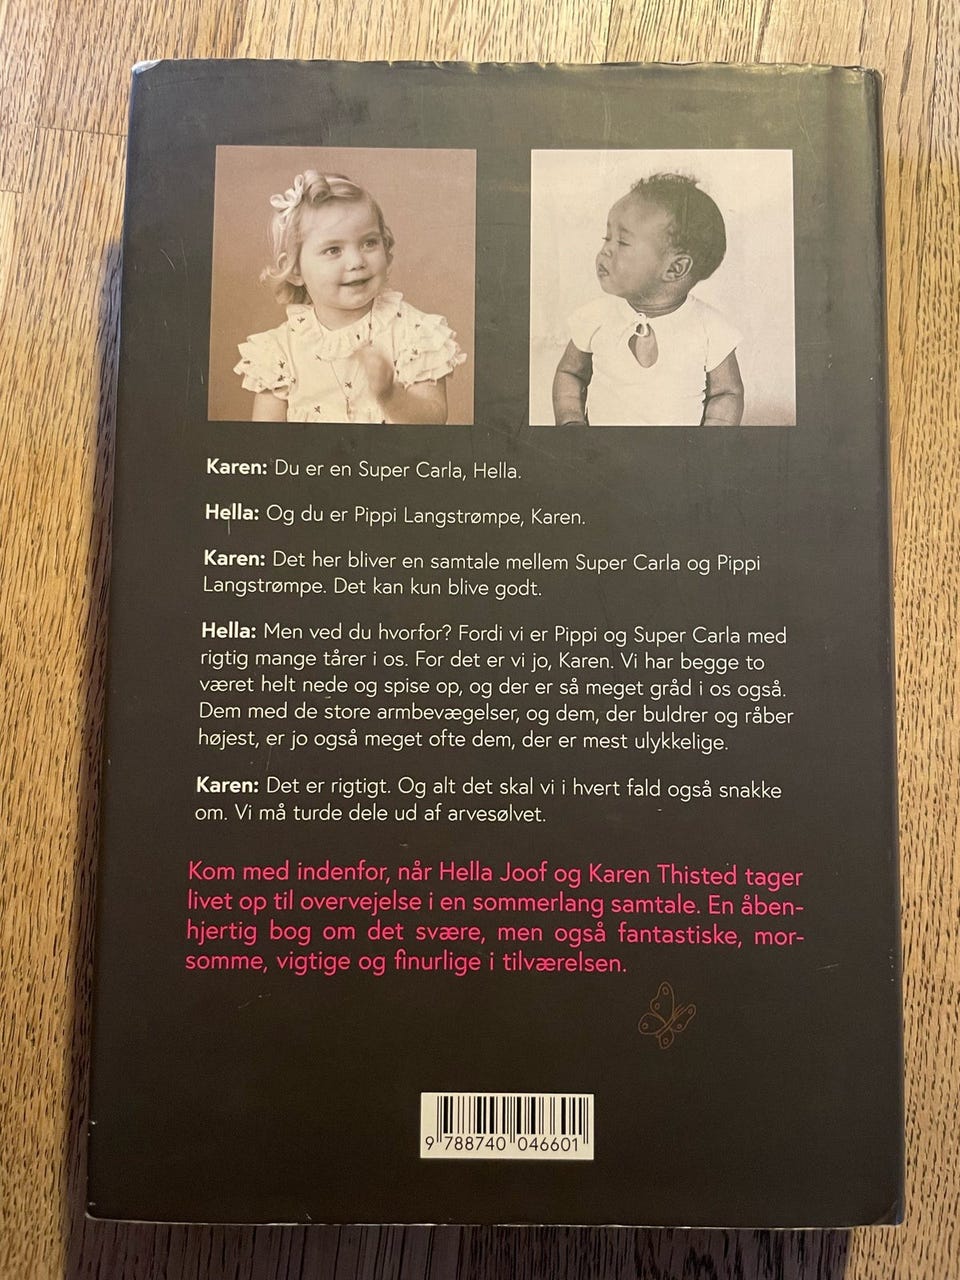 Karen: Du er en Super Carla, Hella.
Hella: Og du er Pippi Langstrømpe, Karen.
Karen: Det her bliver en samtale mellem Super Carla og Pippi
Langstrømpe. Det kan kun blive godt.
Hella: Men ved du hvorfor? Fordi vi er Pippi og Super Carla med
rigtig mange tårer i os. For det er vi jo, Karen. Vi har begge to
været helt nede og spise op, og der er så meget gråd i os også.
Dem med de store armbevægelser, og dem, der buldrer og råber
højest, er jo også meget ofte dem, der er mest ulykkelige.
Karen: Det er rigtigt. Og alt det skal vi i hvert fald også snakke
om. Vi må turde dele ud af arvesølvet.
Kom med indenfor, når Hella Joof og Karen Thisted tager
livet op til overvejelse i en sommerlang samtale. En åben-
hjertig bog om det svære, men også fantastiske, mor-
somme, vigtige og finurlige i tilværelsen.
9 788740 046601